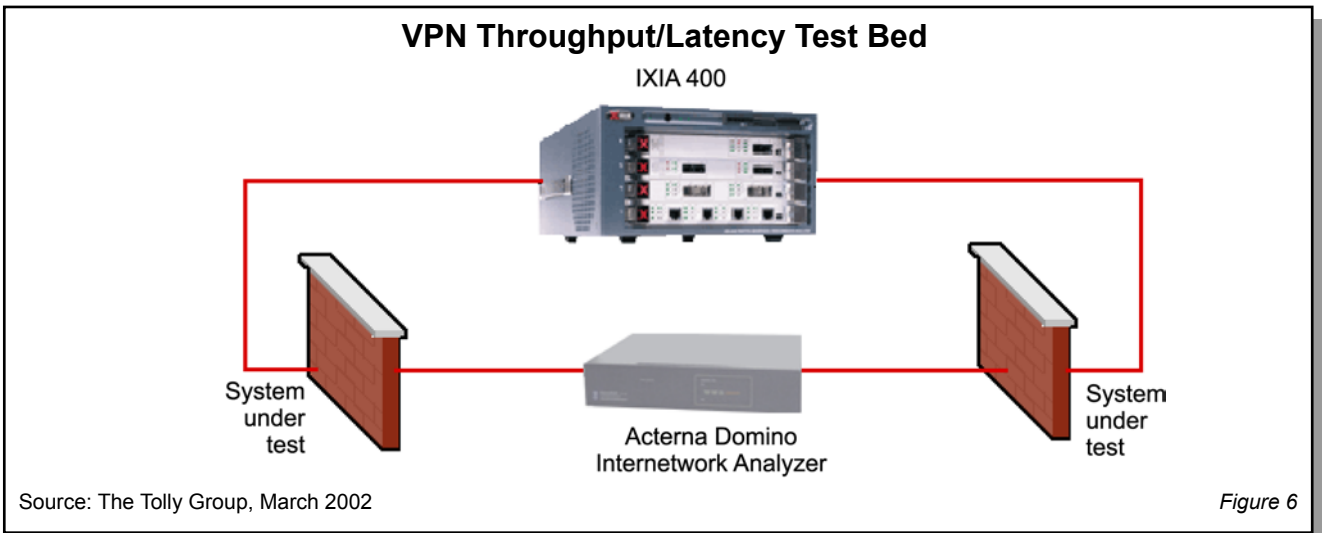 VPN Throughput/Latency Test Bed
IXIA 400
System
under
test
Acterna Domino
Internetwork Analyzer
System
under
test
Source: The Tolly Group, March 2002
Figure 6